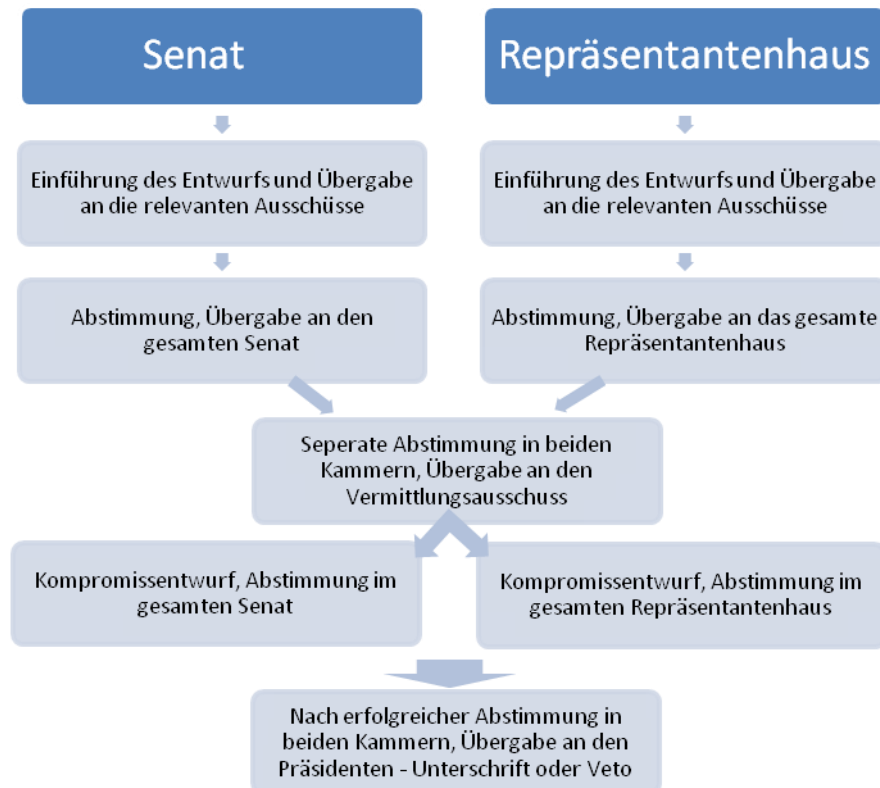 Senat
Repräsentantenhaus
Einführung des Entwurfs und Übergabe
an die relevanten Ausschüsse
Einführung des Entwurfs und Übergabe
an die relevanten Ausschüsse
Abstimmung, Übergabe an den
gesamten Senat
Abstimmung, Übergabe an das gesamte
Repräsentantenhaus
Seperate Abstimmung in beiden
Kammern, Übergabe an den
Vermittlungsausschuss
Kompromissentwurf, Abstimmung im
gesamten Senat
Kompromissentwurf, Abstimmung im
gesamten Repräsentantenhaus
Nach erfolgreicher Abstimmung in
beiden Kammern, Übergabe an den
Präsidenten - Unterschrift oder Veto